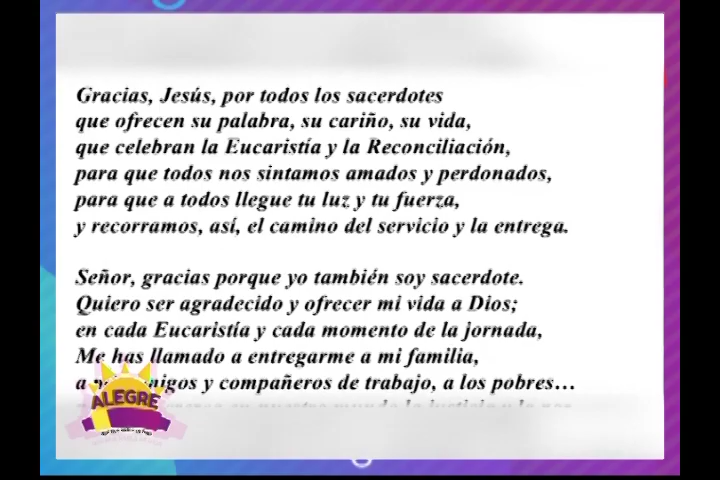 Gracias, Jesús, por todos los sacerdotes
que ofrecen su palabra, su cariño, su vida,
que celebran la Eucaristía y la Reconciliación,
para que todos nos sintamos amados y perdonados,
para que a todos llegue tu luz y tu fuerza,
y recorramos, así, el camino del servicio y la entrega.
Señor, gracias porque yo también soy sacerdote.
Quiero ser agradecido y ofrecer mi vida a Dios;
en cada Eucaristía y cada momento de la jornada,
Me has llamado a entregarme a mi familia,
a y compañeros de trabajo, a los pobres…
ALEGRE